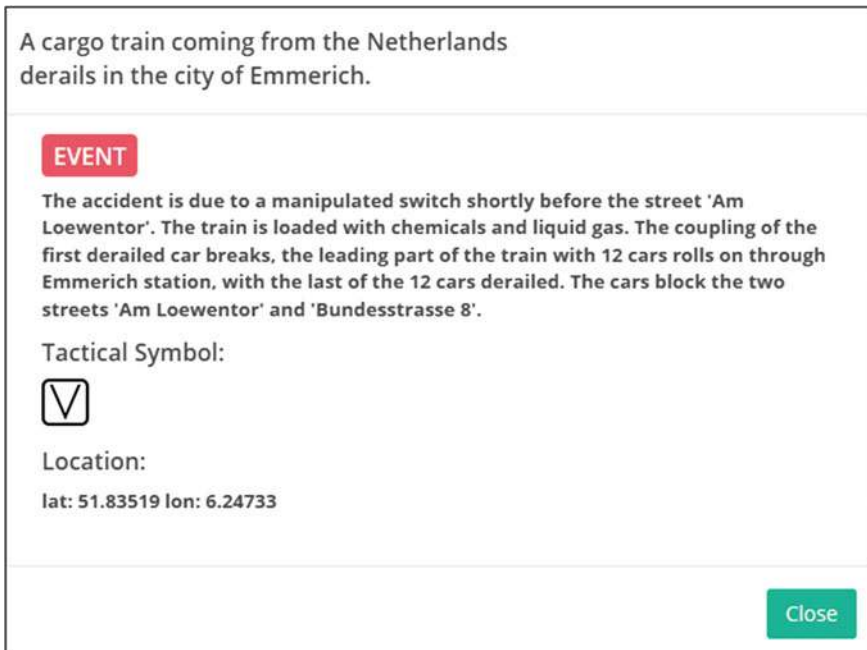 A cargo train coming from the Netherlands
derails in the city of Emmerich.
EVENT
The accident is due to a manipulated switch shortly before the street 'Am
Loewentor'. The train is loaded with chemicals and liquid gas. The coupling of the
first derailed car breaks, the leading part of the train with 12 cars rolls on through
Emmerich station, with the last of the 12 cars derailed. The cars block the two
streets 'Am Loewentor' and 'Bundesstrasse 8'.
Tactical Symbol:
V
Location:
lat: 51.83519 lon: 6.24733
Close